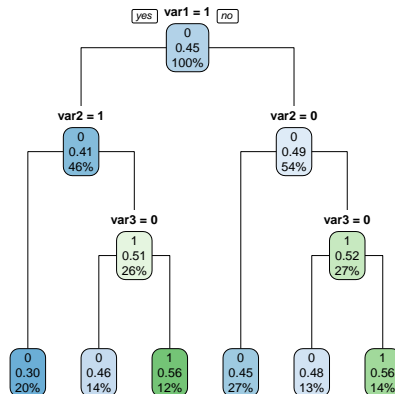 yes var1 = 1 no
0
0.45
100%
var2 = 1 var2 = 0
0 0
0.41 0.49
46% 54%
var3 = 0 var3 = 0
1 1
0.51 0.52
26% 27%
0 0 1 0 0 1
0.30 0.46 0.56 0.45 0.48 0.56
20% 14% 12% 27% 13% 14%